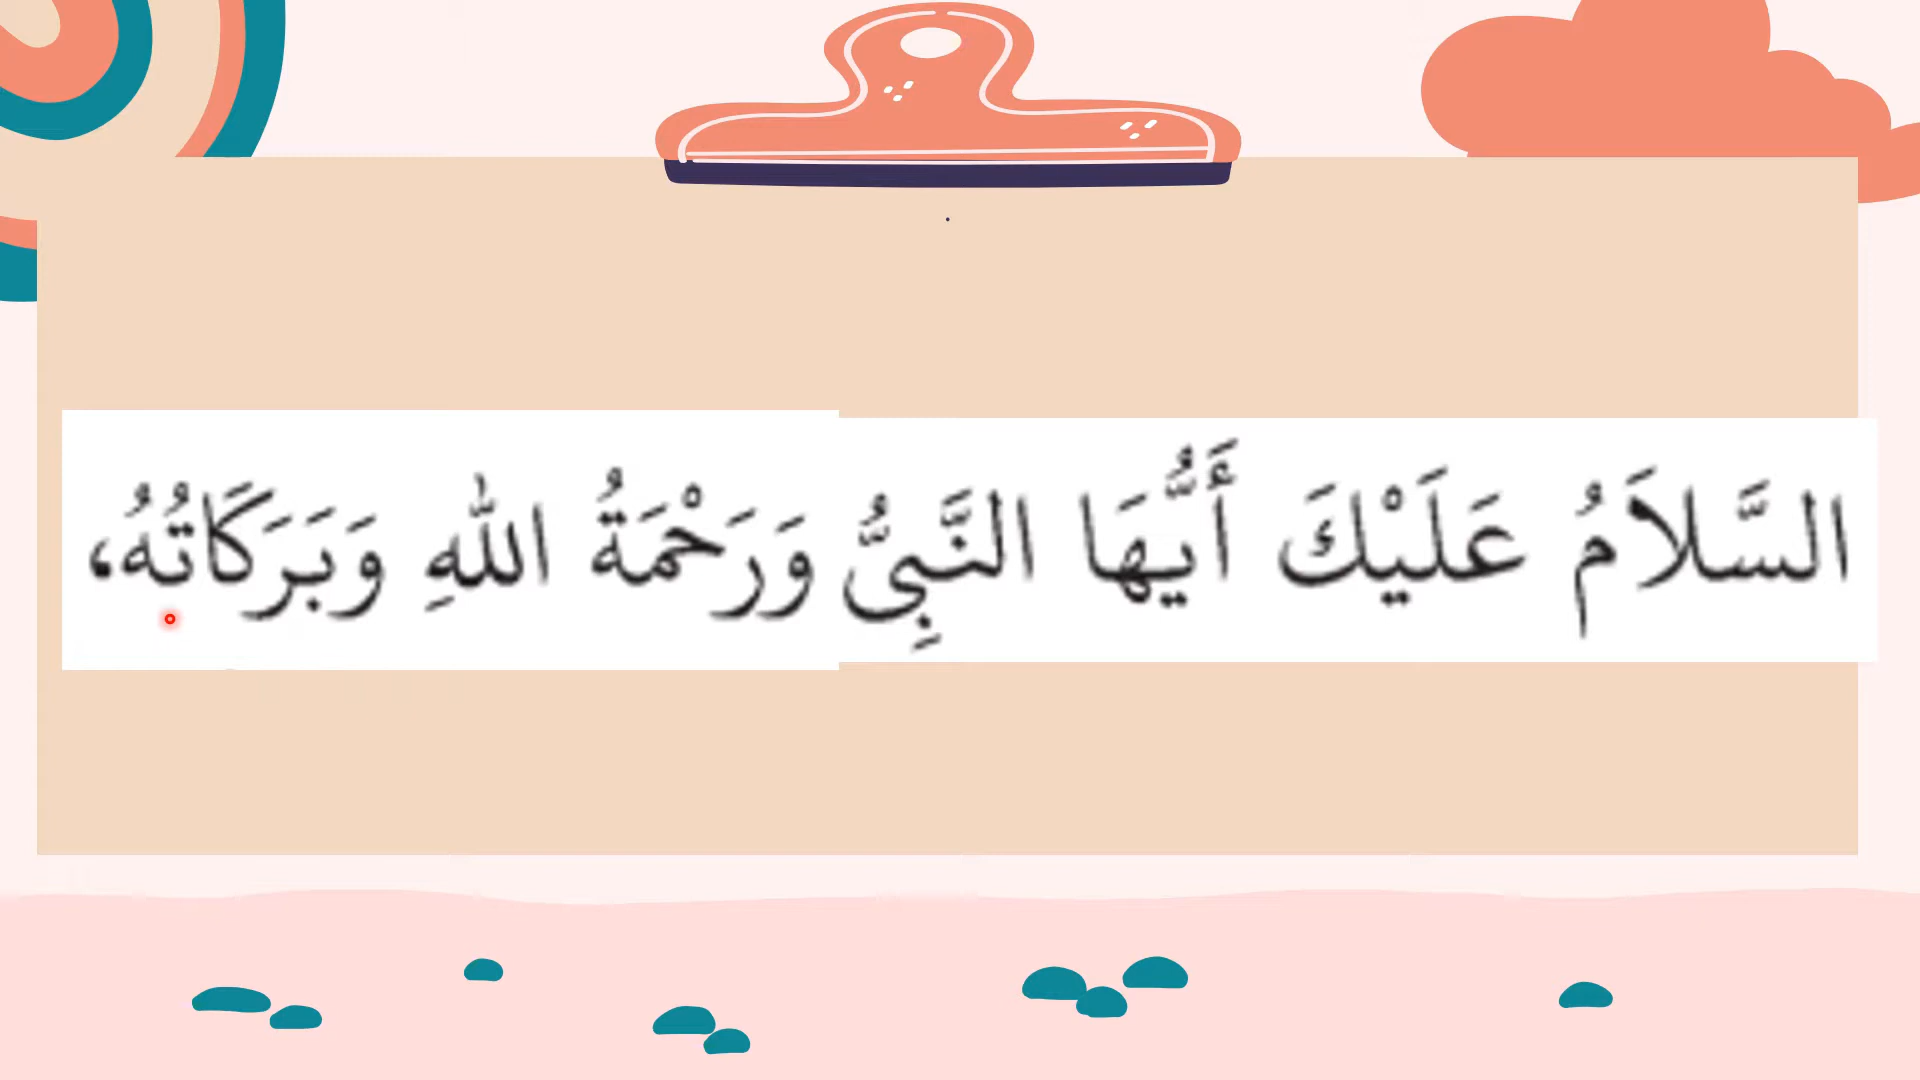 السَّلاَمُ عَلَيْكَ أَيُّهَا النَّبِىُّ وَرَحْمَةُ اللهِ وَبَرَكَاتُهُ،